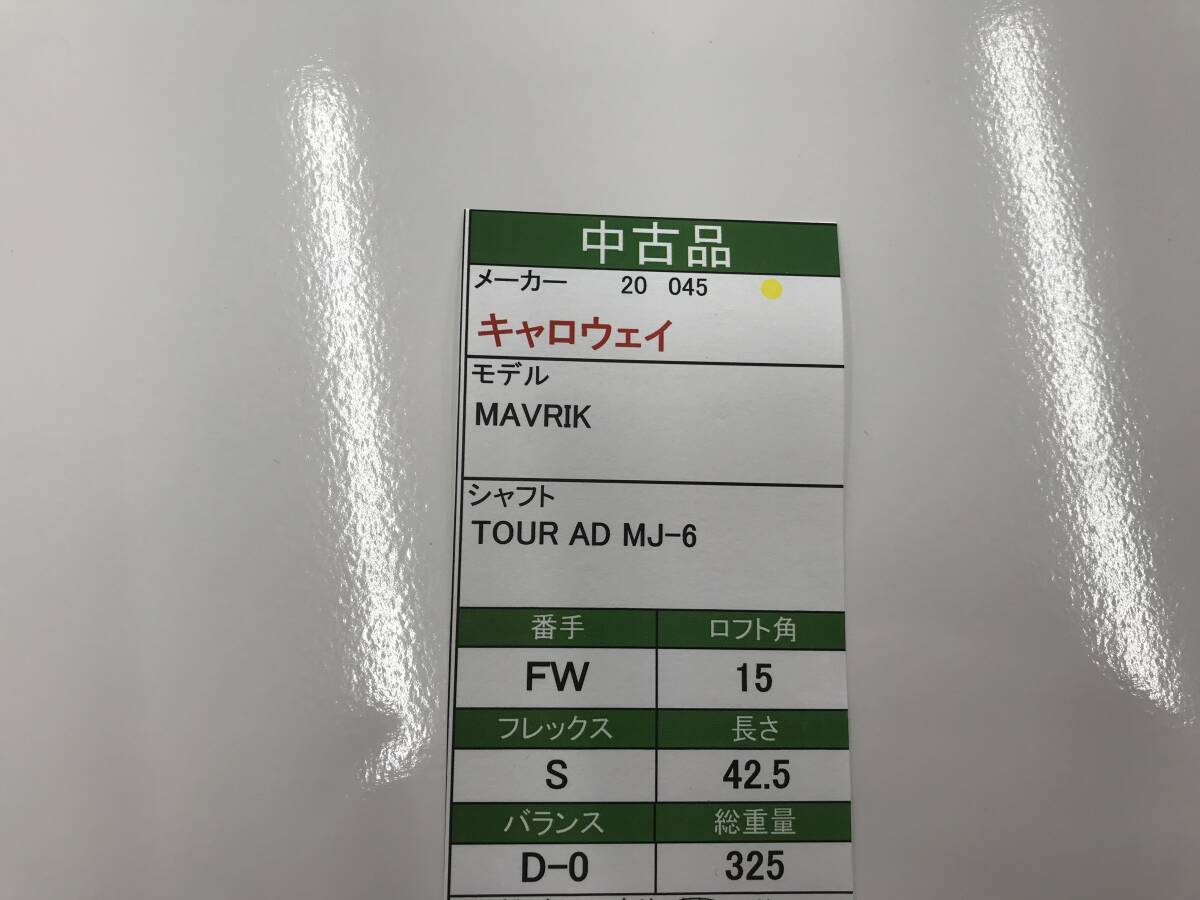 中古品
メーカー 20 045
キャロウェイ
モデル
MAVRIK
シャフト
TOUR AD MJ-6
番手 ロフト角
FW 15
フレックス 長さ
S 42.5
バランス 総重量
D-0 325